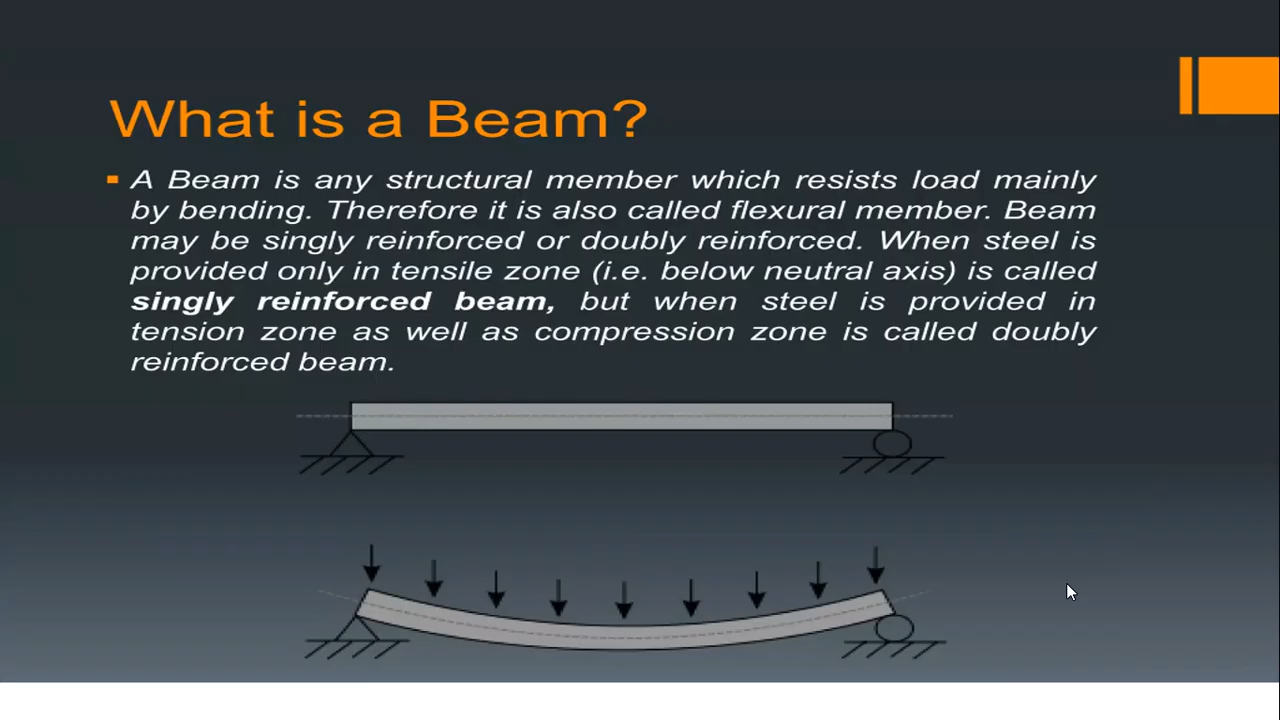 What is a Beam?
A Beam is any structural member which resists load mainly
by bending. Therefore it is also called flexural member. Beam
may be singly reinforced or doubly reinforced. When steel is
provided only in tensile zone (i.e. below neutral axis) is called
singly reinforced beam, but when steel is provided in
tension zone as well as compression zone is called doubly
reinforced beam.